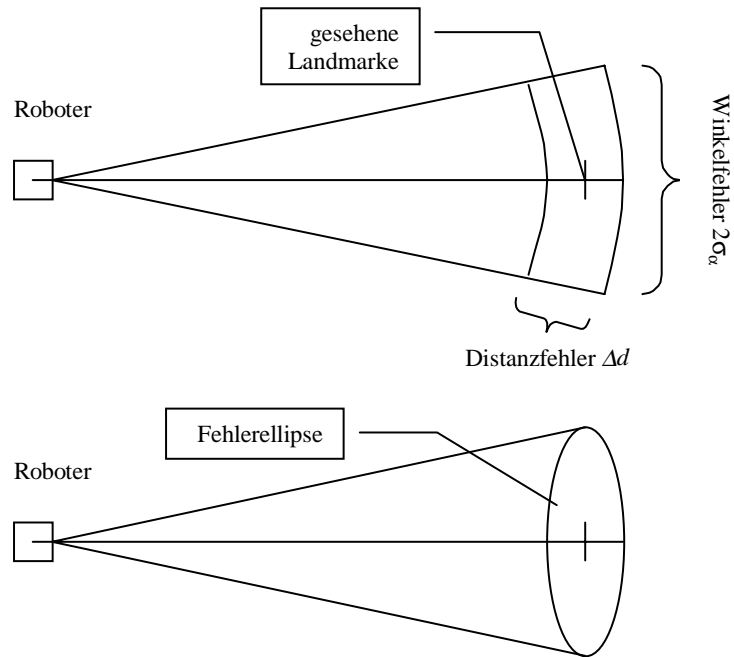 gesehene
Landmarke
Roboter
Winkelfehler 2σα
Distanzfehler Δd
Fehlerellipse
Roboter